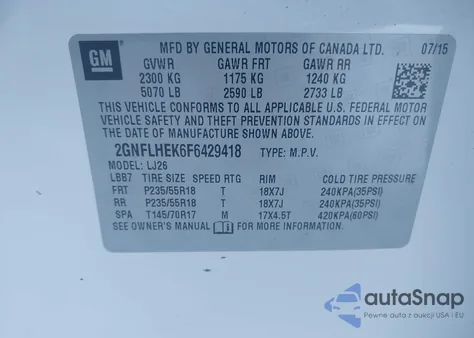 GM
MFD BY GENERAL MOTORS OF CANADA LTD. 07/15
GVWR GAWR FRT GAWR RR
2300 KG 1175 KG 1240 KG
5070 LB 2590 LB 2733 LB
THIS VEHICLE CONFORMS TO ALL APPLICABLE U.S. FEDERAL MOTOR
VEHICLE SAFETY AND THEFT PREVENTION STANDARDS IN EFFECT ON
THE DATE OF MANUFACTURE SHOWN ABOVE.
2GNFLHEK6F6429418 TYPE: M.P.V.
MODEL: LJ26
LBB7 TIRE SIZE SPEED RTG RIM COLD TIRE PRESSURE
FRT P235/55R18 T 18X7J 240KPA(35PSI)
RR P235/55R18 T 18X7J 240KPA(35PSI)
SPA T145/70R17 M 17X4.5T 420KPA(60PSI)
SEE OWNER'S MANUAL FOR MORE INFORMATION.
autoSnap
Pewne auta z aukcji USA i EU